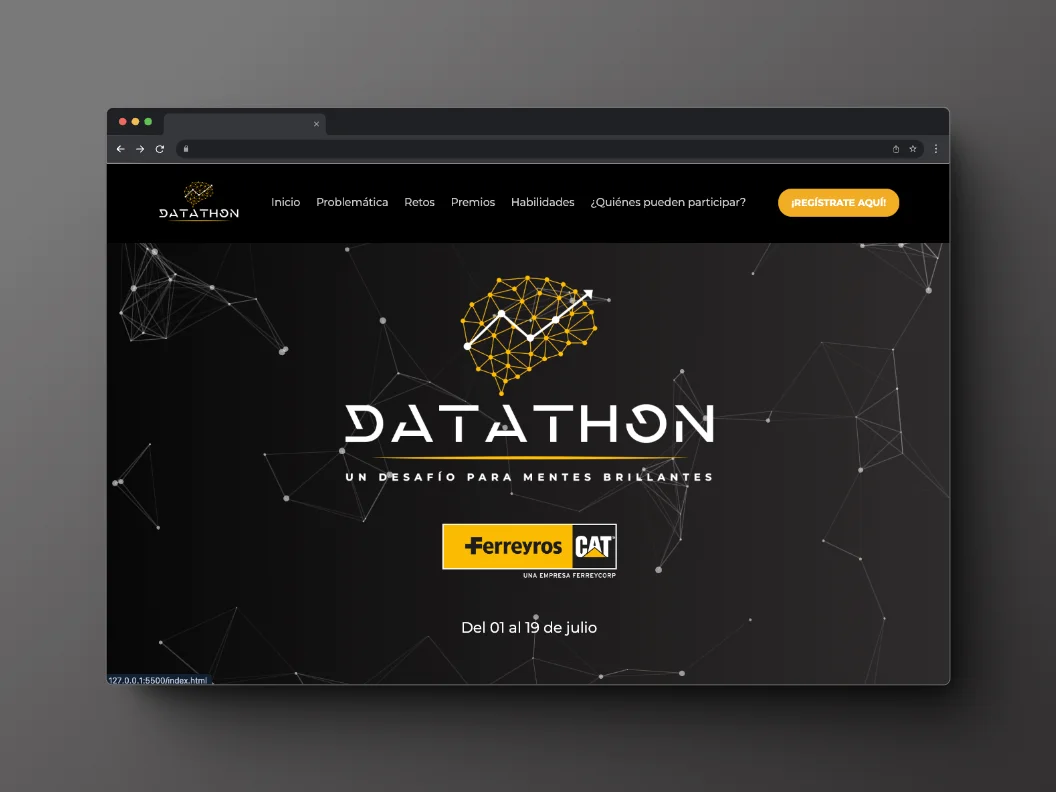 DATATHON
Inicio Problemática Retos Premios Habilidades ¿Quiénes pueden participar? ¡REGÍSTRATE AQUÍ!
DATATHON
UN DESAFÍO PARA MENTES BRILLANTES
Ferreyros CAT
UNA EMPRESA FERREYCORP
Del 01 al 19 de julio
127.0.0.1:5500/index.html